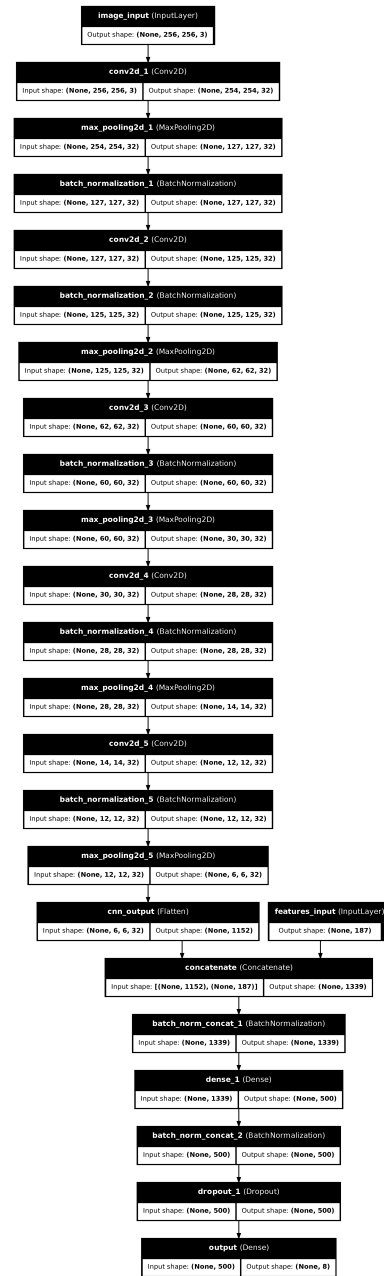 image_input (InputLayer)
Output shape: (None, 256, 256, 3)
conv2d_1 (Conv2D)
Input shape: (None, 256, 256, 3) Output shape: (None, 254, 254, 32)
max_pooling2d_1 (MaxPooling2D)
Input shape: (None, 254, 254, 32) Output shape: (None, 127, 127, 32)
batch_normalization_1 (BatchNormalization)
Input shape: (None, 127, 127, 32) Output shape: (None, 127, 127, 32)
conv2d_2 (Conv2D)
Input shape: (None, 127, 127, 32) Output shape: (None, 125, 125, 32)
batch_normalization_2 (BatchNormalization)
Input shape: (None, 125, 125, 32) Output shape: (None, 125, 125, 32)
max_pooling2d_2 (MaxPooling2D)
Input shape: (None, 125, 125, 32) Output shape: (None, 62, 62, 32)
conv2d_3 (Conv2D)
Input shape: (None, 62, 62, 32) Output shape: (None, 60, 60, 32)
batch_normalization_3 (BatchNormalization)
Input shape: (None, 60, 60, 32) Output shape: (None, 60, 60, 32)
max_pooling2d_3 (MaxPooling2D)
Input shape: (None, 60, 60, 32) Output shape: (None, 30, 30, 32)
conv2d_4 (Conv2D)
Input shape: (None, 30, 30, 32) Output shape: (None, 28, 28, 32)
batch_normalization_4 (BatchNormalization)
Input shape: (None, 28, 28, 32) Output shape: (None, 28, 28, 32)
max_pooling2d_4 (MaxPooling2D)
Input shape: (None, 28, 28, 32) Output shape: (None, 14, 14, 32)
conv2d_5 (Conv2D)
Input shape: (None, 14, 14, 32) Output shape: (None, 12, 12, 32)
batch_normalization_5 (BatchNormalization)
Input shape: (None, 12, 12, 32) Output shape: (None, 12, 12, 32)
max_pooling2d_5 (MaxPooling2D)
Input shape: (None, 12, 12, 32) Output shape: (None, 6, 6, 32)
cnn_output (Flatten) features_input (InputLayer)
Input shape: (None, 6, 6, 32) Output shape: (None, 1152) Output shape: (None, 187)
concatenate (Concatenate)
Input shape: [(None, 1152), (None, 187)] Output shape: (None, 1339)
batch_norm_concat_1 (BatchNormalization)
Input shape: (None, 1339) Output shape: (None, 1339)
dense_1 (Dense)
Input shape: (None, 1339) Output shape: (None, 500)
batch_norm_concat_2 (BatchNormalization)
Input shape: (None, 500) Output shape: (None, 500)
dropout_1 (Dropout)
Input shape: (None, 500) Output shape: (None, 500)
output (Dense)
Input shape: (None, 500) Output shape: (None, 8)